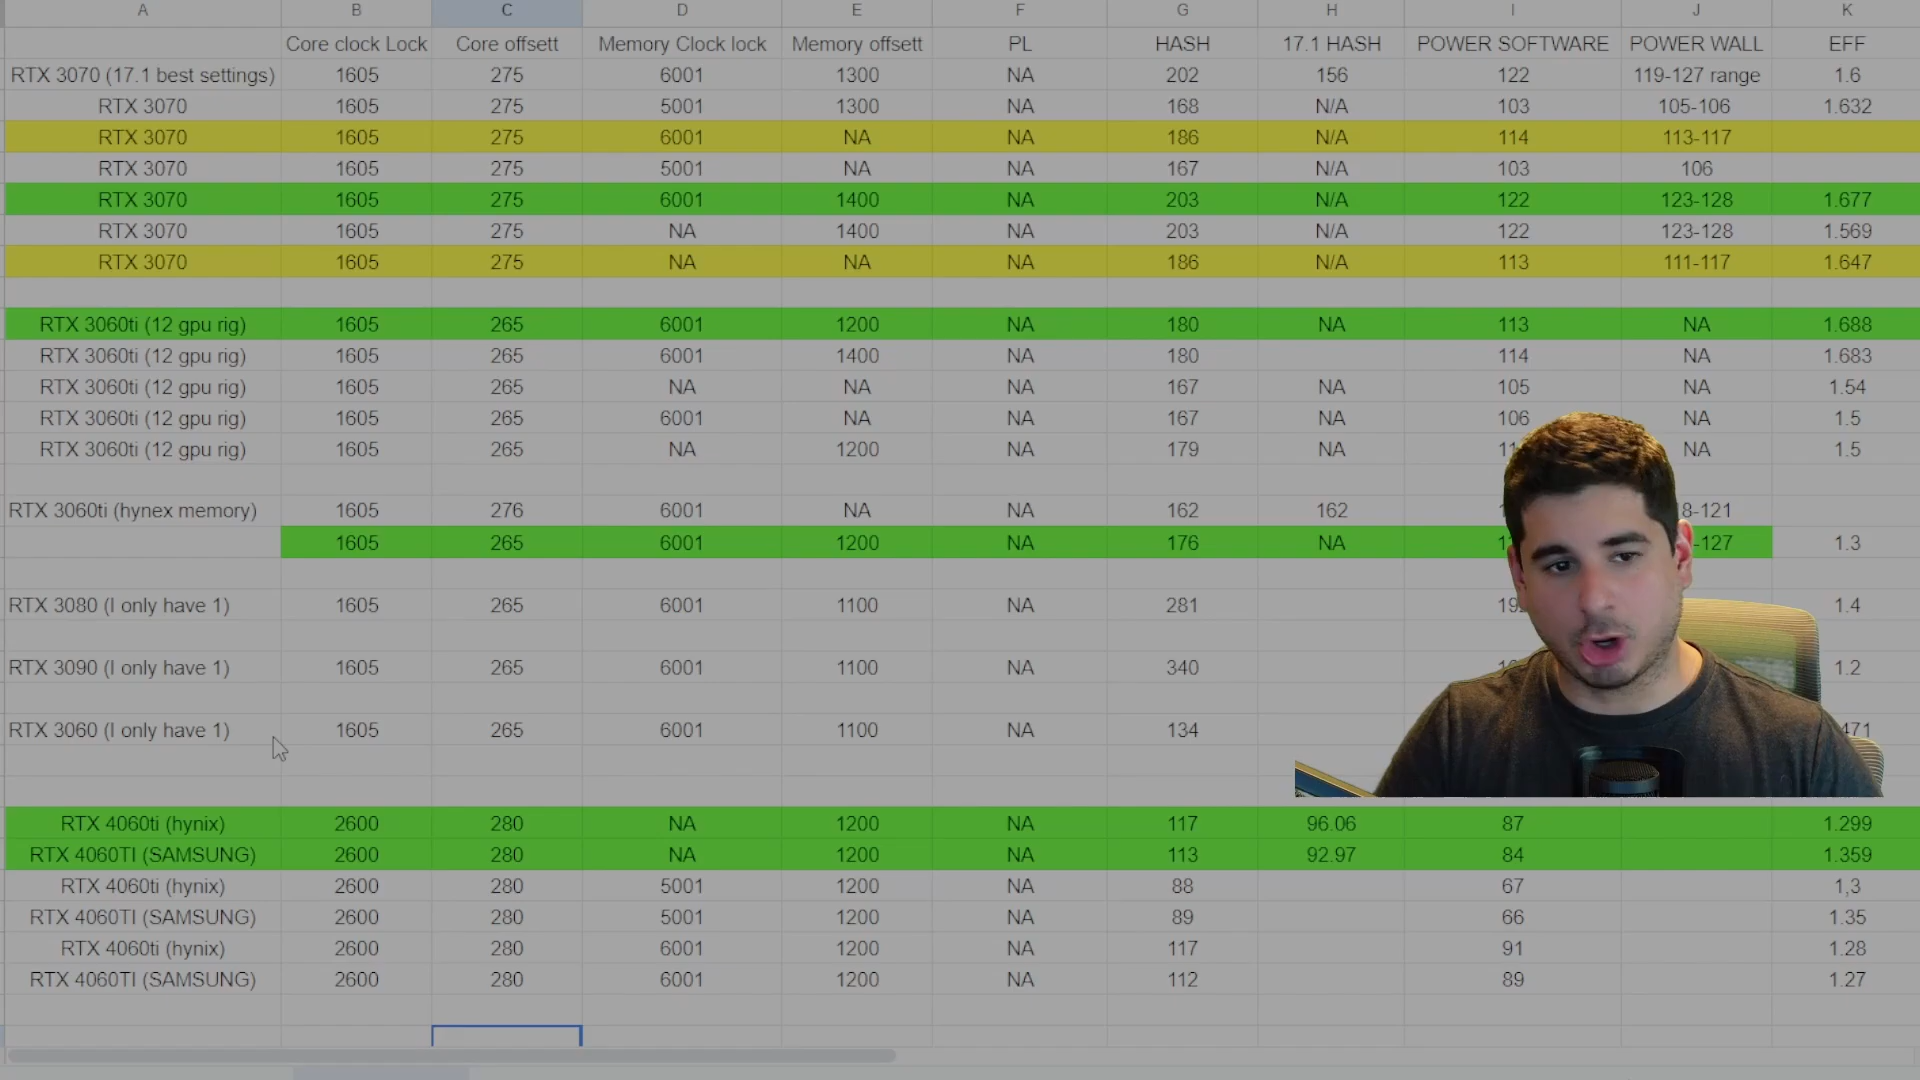 A B C D E F G H I J K
Core clock Lock Core offsett Memory Clock lock Memory offsett PL HASH 17.1 HASH POWER SOFTWARE POWER WALL EFF
RTX 3070 (17.1 best settings) 1605 275 6001 1300 NA 202 156 122 119-127 range 1.6
RTX 3070 1605 275 5001 1300 NA 168 N/A 103 105-106 1.632
RTX 3070 1605 275 6001 NA NA 186 N/A 114 113-117
RTX 3070 1605 275 5001 NA NA 167 N/A 103 106
RTX 3070 1605 275 6001 1400 NA 203 N/A 122 123-128 1.677
RTX 3070 1605 275 NA 1400 NA 203 N/A 122 123-128 1.569
RTX 3070 1605 275 NA NA NA 186 N/A 113 111-117 1.647
RTX 3060ti (12 gpu rig) 1605 265 6001 1200 NA 180 NA 113 NA 1.688
RTX 3060ti (12 gpu rig) 1605 265 6001 1400 NA 180 114 NA 1.683
RTX 3060ti (12 gpu rig) 1605 265 NA NA NA 167 NA 105 NA 1.54
RTX 3060ti (12 gpu rig) 1605 265 6001 NA NA 167 NA 106 NA 1.5
RTX 3060ti (12 gpu rig) 1605 265 NA 1200 NA 179 NA NA 1.5
RTX 3060ti (hynex memory) 1605 276 6001 NA NA 162 162 8-121
1605 265 6001 1200 NA 176 NA -127 1.3
RTX 3080 (I only have 1) 1605 265 6001 1100 NA 281 1.4
RTX 3090 (I only have 1) 1605 265 6001 1100 NA 340 1.2
RTX 3060 (I only have 1) 1605 265 6001 1100 NA 134 471
RTX 4060ti (hynix) 2600 280 NA 1200 NA 117 96.06 87 1.299
RTX 4060TI (SAMSUNG) 2600 280 NA 1200 NA 113 92.97 84 1.359
RTX 4060ti (hynix) 2600 280 5001 1200 NA 88 67 1,3
RTX 4060TI (SAMSUNG) 2600 280 5001 1200 NA 89 66 1.35
RTX 4060ti (hynix) 2600 280 6001 1200 NA 117 91 1.28
RTX 4060TI (SAMSUNG) 2600 280 6001 1200 NA 112 89 1.27